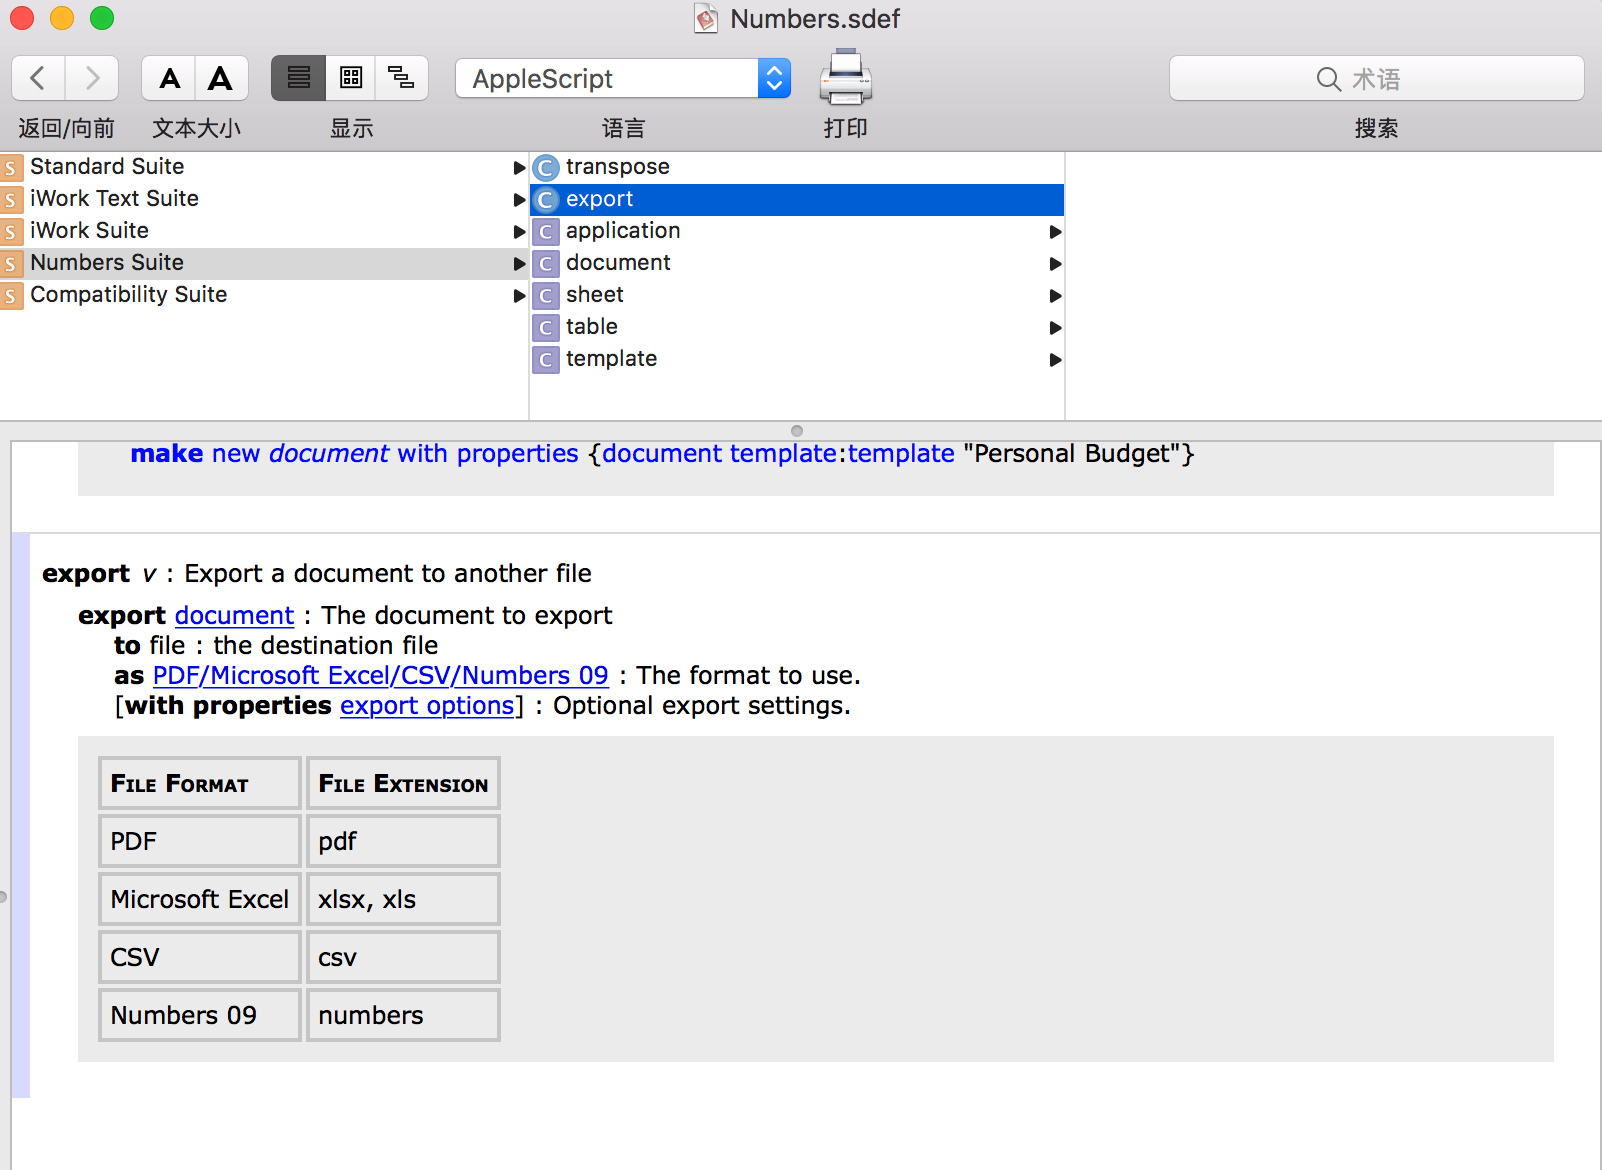 Numbers.sdef
A A
AppleScript
术语
返回/向前
文本大小
显示
语言
打印
搜索
S Standard Suite
S iWork Text Suite
S iWork Suite
S Numbers Suite
S Compatibility Suite
C transpose
C export
C application
C document
C sheet
C table
C template
make new document with properties {document template:template "Personal Budget"}
export v : Export a document to another file
export document : The document to export
to file : the destination file
as PDF/Microsoft Excel/CSV/Numbers 09 : The format to use.
[with properties export options] : Optional export settings.
File Format File Extension
PDF pdf
Microsoft Excel xlsx, xls
CSV csv
Numbers 09 numbers